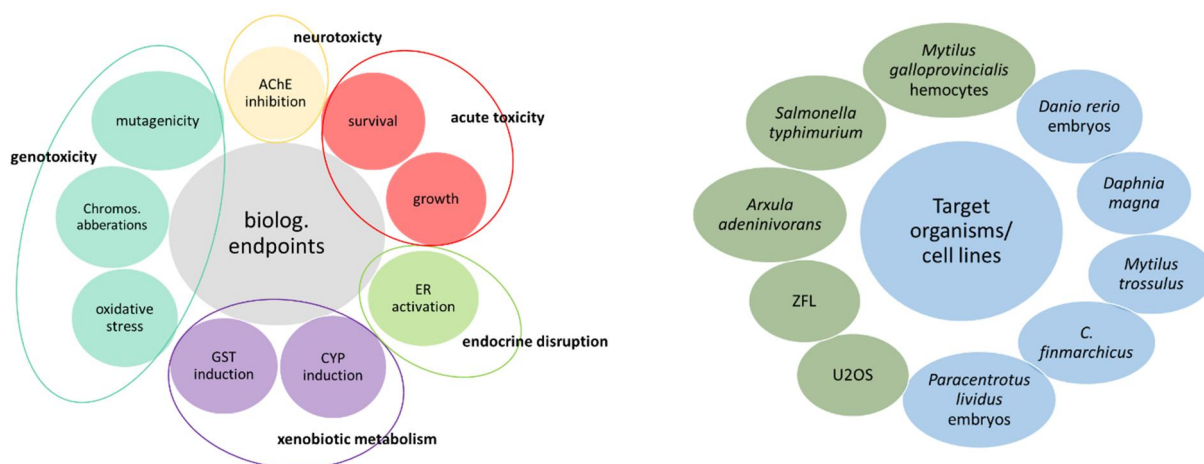 neurotoxicty
AChE
inhibition
mutagenicity
survival
acute toxicity
genotoxicity
growth
Chromos.
abberations
biolog.
endpoints
oxidative
stress
ER
activation
endocrine disruption
GST
induction
CYP
induction
xenobiotic metabolism
Mytilus
galloprovincialis
hemocytes
Danio rerio
embryos
Salmonella
typhimurium
Daphnia
magna
Arxula
adeninivorans
Target
organisms/
cell lines
Mytilus
trossulus
ZFL
C.
finmarchicus
U2OS
Paracentrotus
lividus
embryos